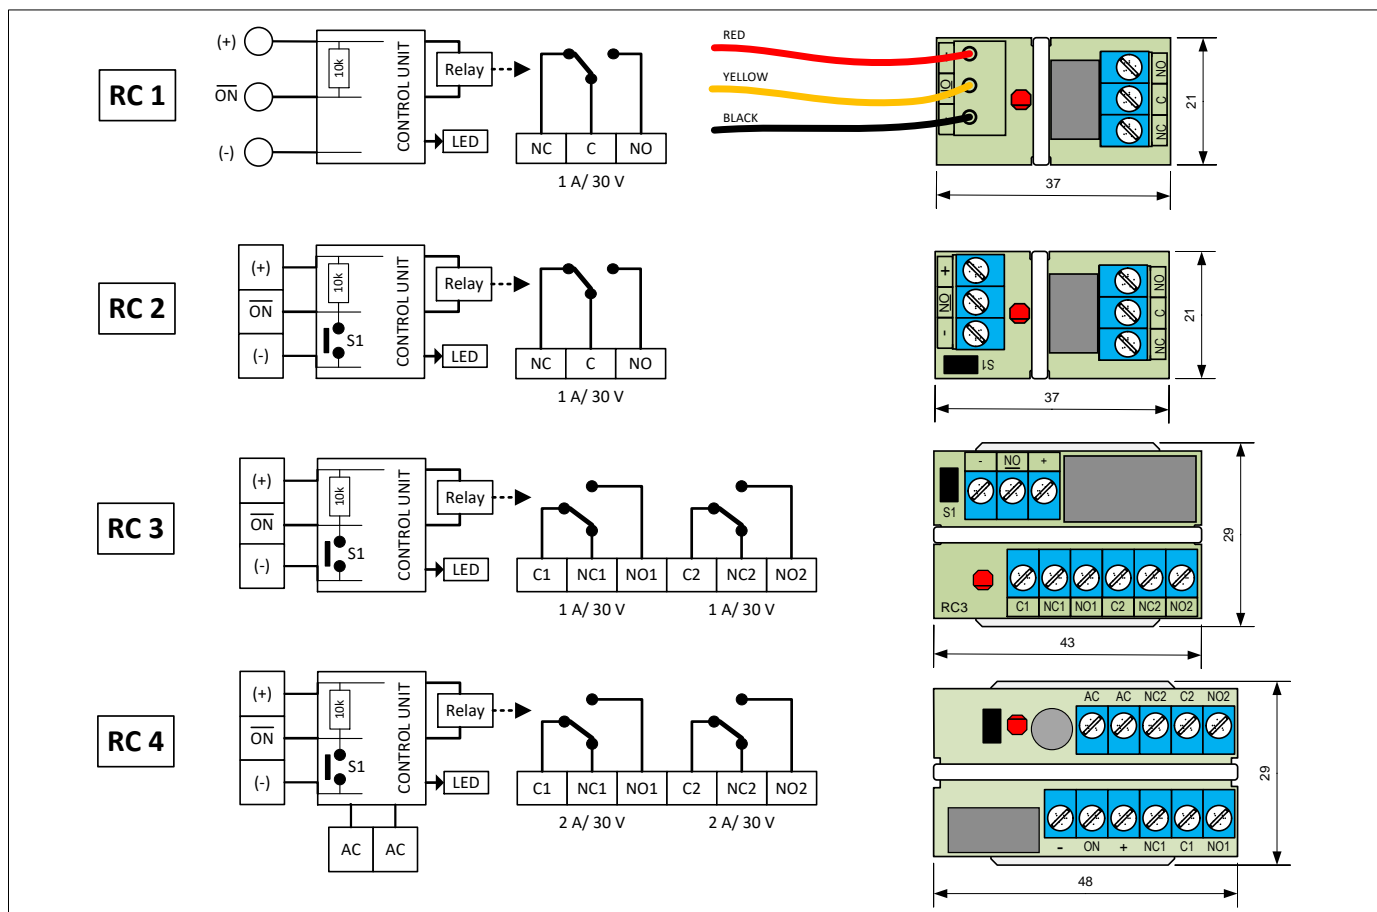 RC 1
(+)
ON
(-)
10k
CONTROL UNIT
Relay
LED
NC C NO
1 A/ 30 V
RED
YELLOW
BLACK
-
NO
NO
C
NC
21
37
RC 2
(+)
ON
(-)
10k
S1
CONTROL UNIT
Relay
LED
NC C NO
1 A/ 30 V
+
NO
-
S1
NO
C
NC
21
37
RC 3
(+)
ON
(-)
10k
S1
CONTROL UNIT
Relay
LED
C1 NC1 NO1 C2 NC2 NO2
1 A/ 30 V 1 A/ 30 V
- NO +
S1
RC3
C1 NC1 NO1 C2 NC2 NO2
29
43
RC 4
(+)
ON
(-)
10k
S1
CONTROL UNIT
Relay
LED
AC AC
C1 NC1 NO1 C2 NC2 NO2
2 A/ 30 V 2 A/ 30 V
AC AC NC2 C2 NO2
- ON + NC1 C1 NO1
29
48